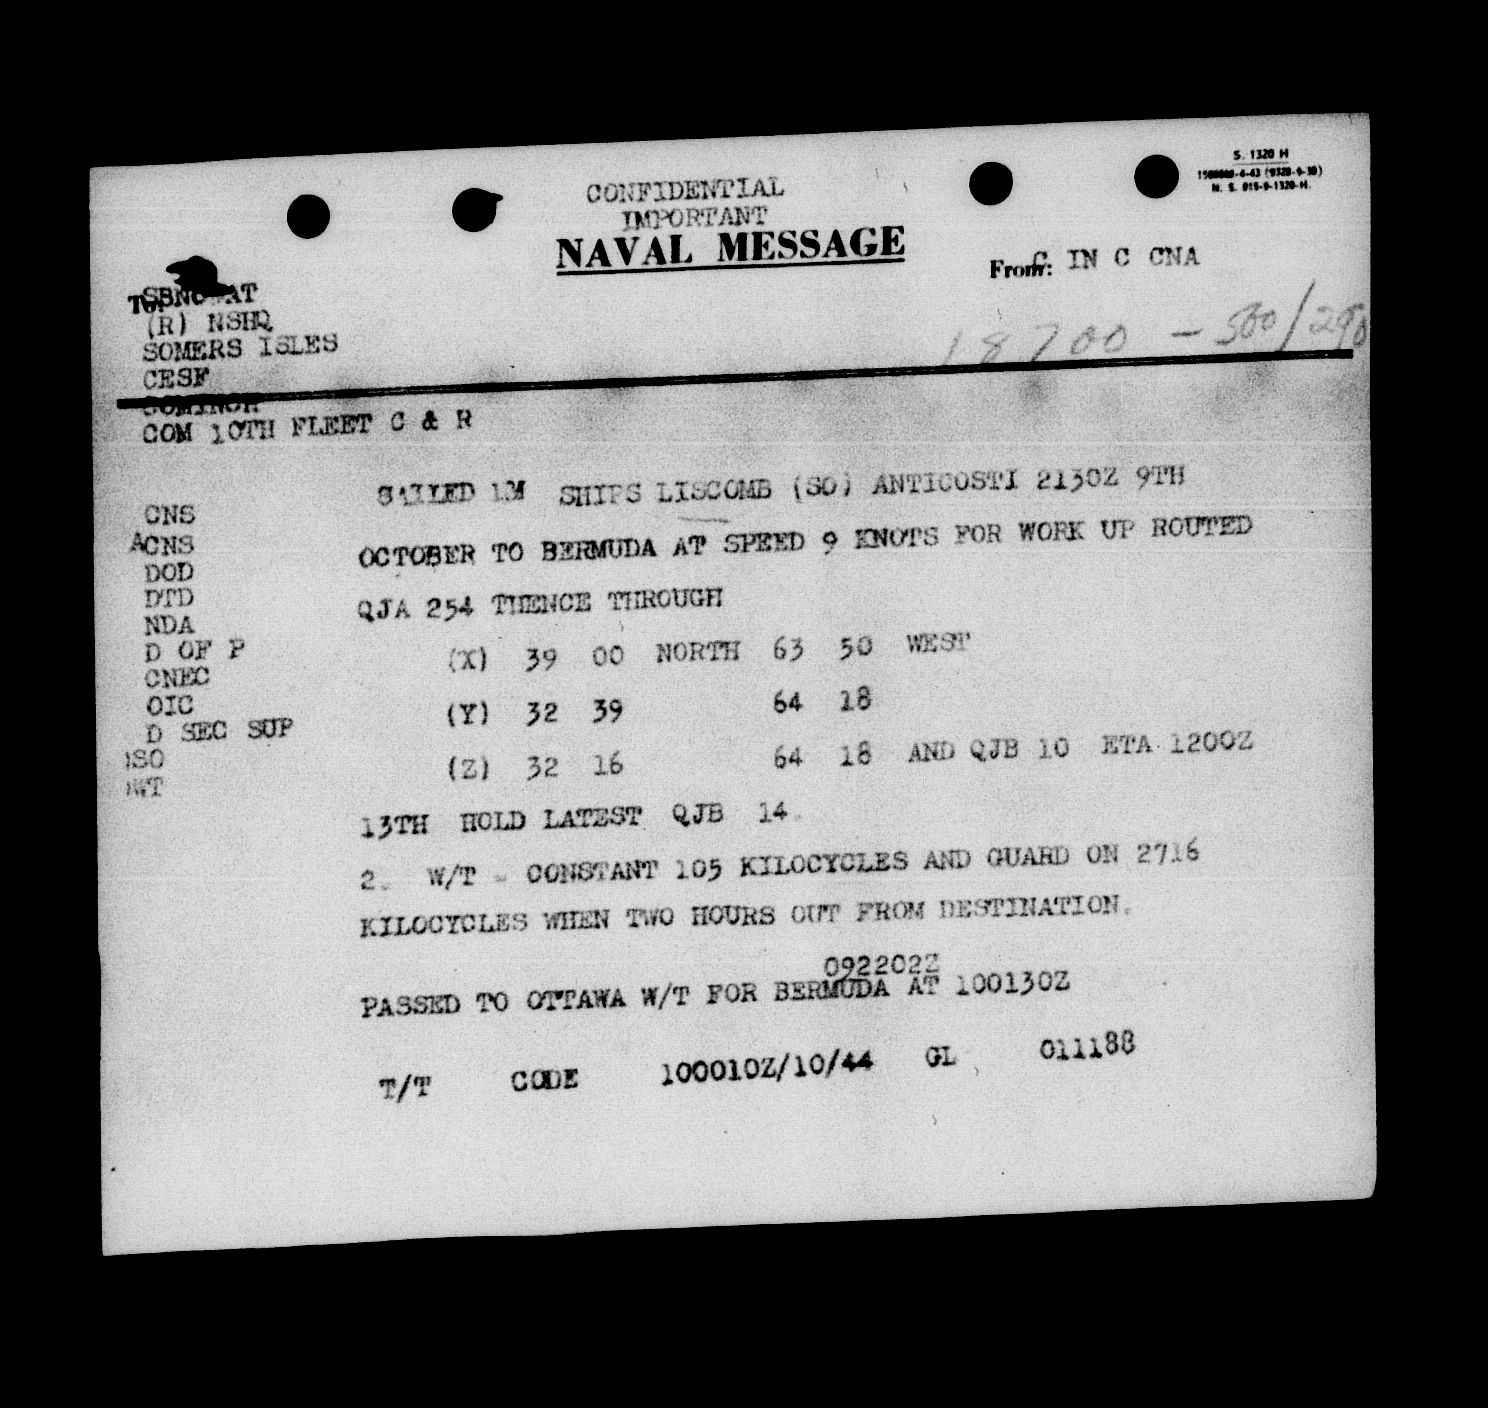 S. 1320 H
N. S. 815-9-1320-H.
CONFIDENTIAL
IMPORTANT
NAVAL MESSAGE
From: C IN C CNA
To:
(R) NSHQ
SOMERS ISLES
CESF
18700 - 500/290
COMINCH
COM 10TH FLEET C & R
SAILED HM SHIPS LISCOMB (SO) ANTICOSTI 2130Z 9TH
OCTOBER TO BERMUDA AT SPEED 9 KNOTS FOR WORK UP ROUTED
QJA 254 THENCE THROUGH
(X) 39 00 NORTH 63 50 WEST
(Y) 32 39 64 18
(Z) 32 16 64 18 AND QJB 10 ETA 1200Z
13TH HOLD LATEST QJB 14.
2. W/T - CONSTANT 105 KILOCYCLES AND GUARD ON 2716
KILOCYCLES WHEN TWO HOURS OUT FROM DESTINATION.
092202Z
PASSED TO OTTAWA W/T FOR BERMUDA AT 100130Z
T/T CODE 100010Z/10/44 GL 011188
CNS
ACNS
DOD
DTD
NDA
D OF P
CNEC
OIC
D SEC SUP